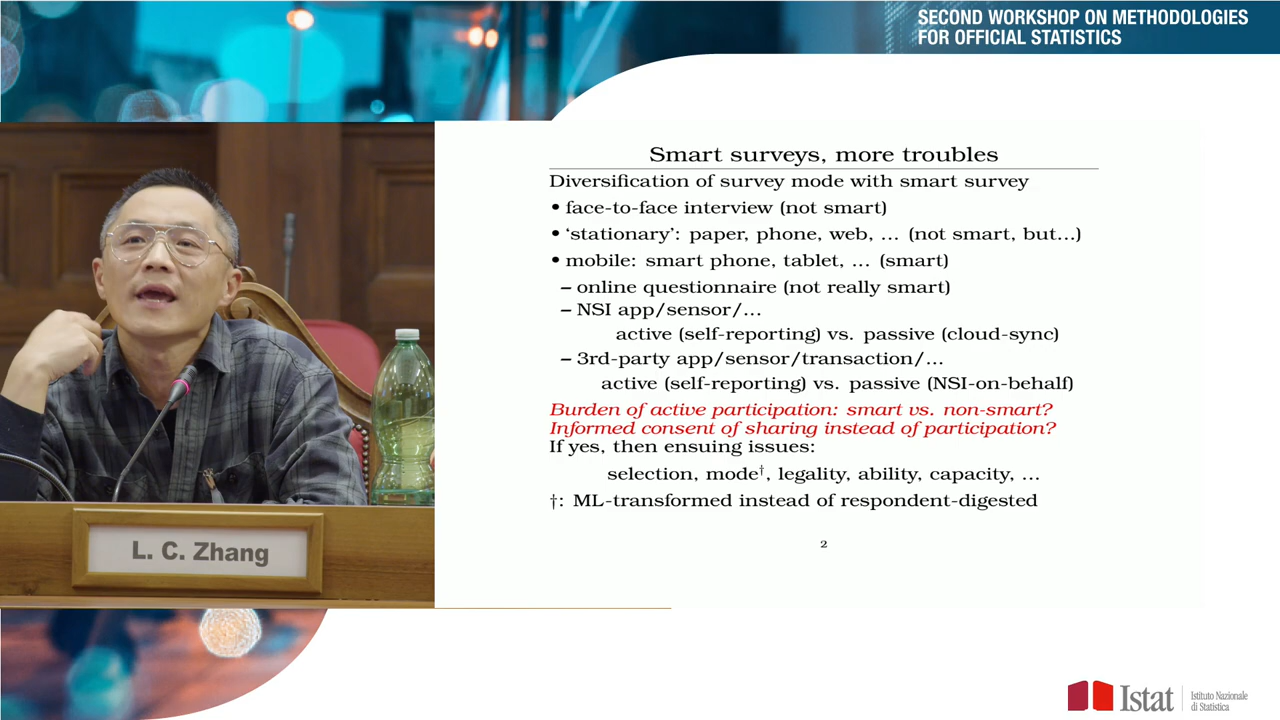 SECOND WORKSHOP ON METHODOLOGIES
FOR OFFICIAL STATISTICS
Smart surveys, more troubles
Diversification of survey mode with smart survey
• face-to-face interview (not smart)
• ‘stationary’: paper, phone, web, … (not smart, but…)
• mobile: smart phone, tablet, … (smart)
– online questionnaire (not really smart)
– NSI app/sensor/…
active (self-reporting) vs. passive (cloud-sync)
– 3rd-party app/sensor/transaction/…
active (self-reporting) vs. passive (NSI-on-behalf)
Burden of active participation: smart vs. non-smart?
Informed consent of sharing instead of participation?
If yes, then ensuing issues:
selection, mode†, legality, ability, capacity, …
†: ML-transformed instead of respondent-digested
2
L. C. Zhang
Istat
Istituto Nazionale
di Statistica